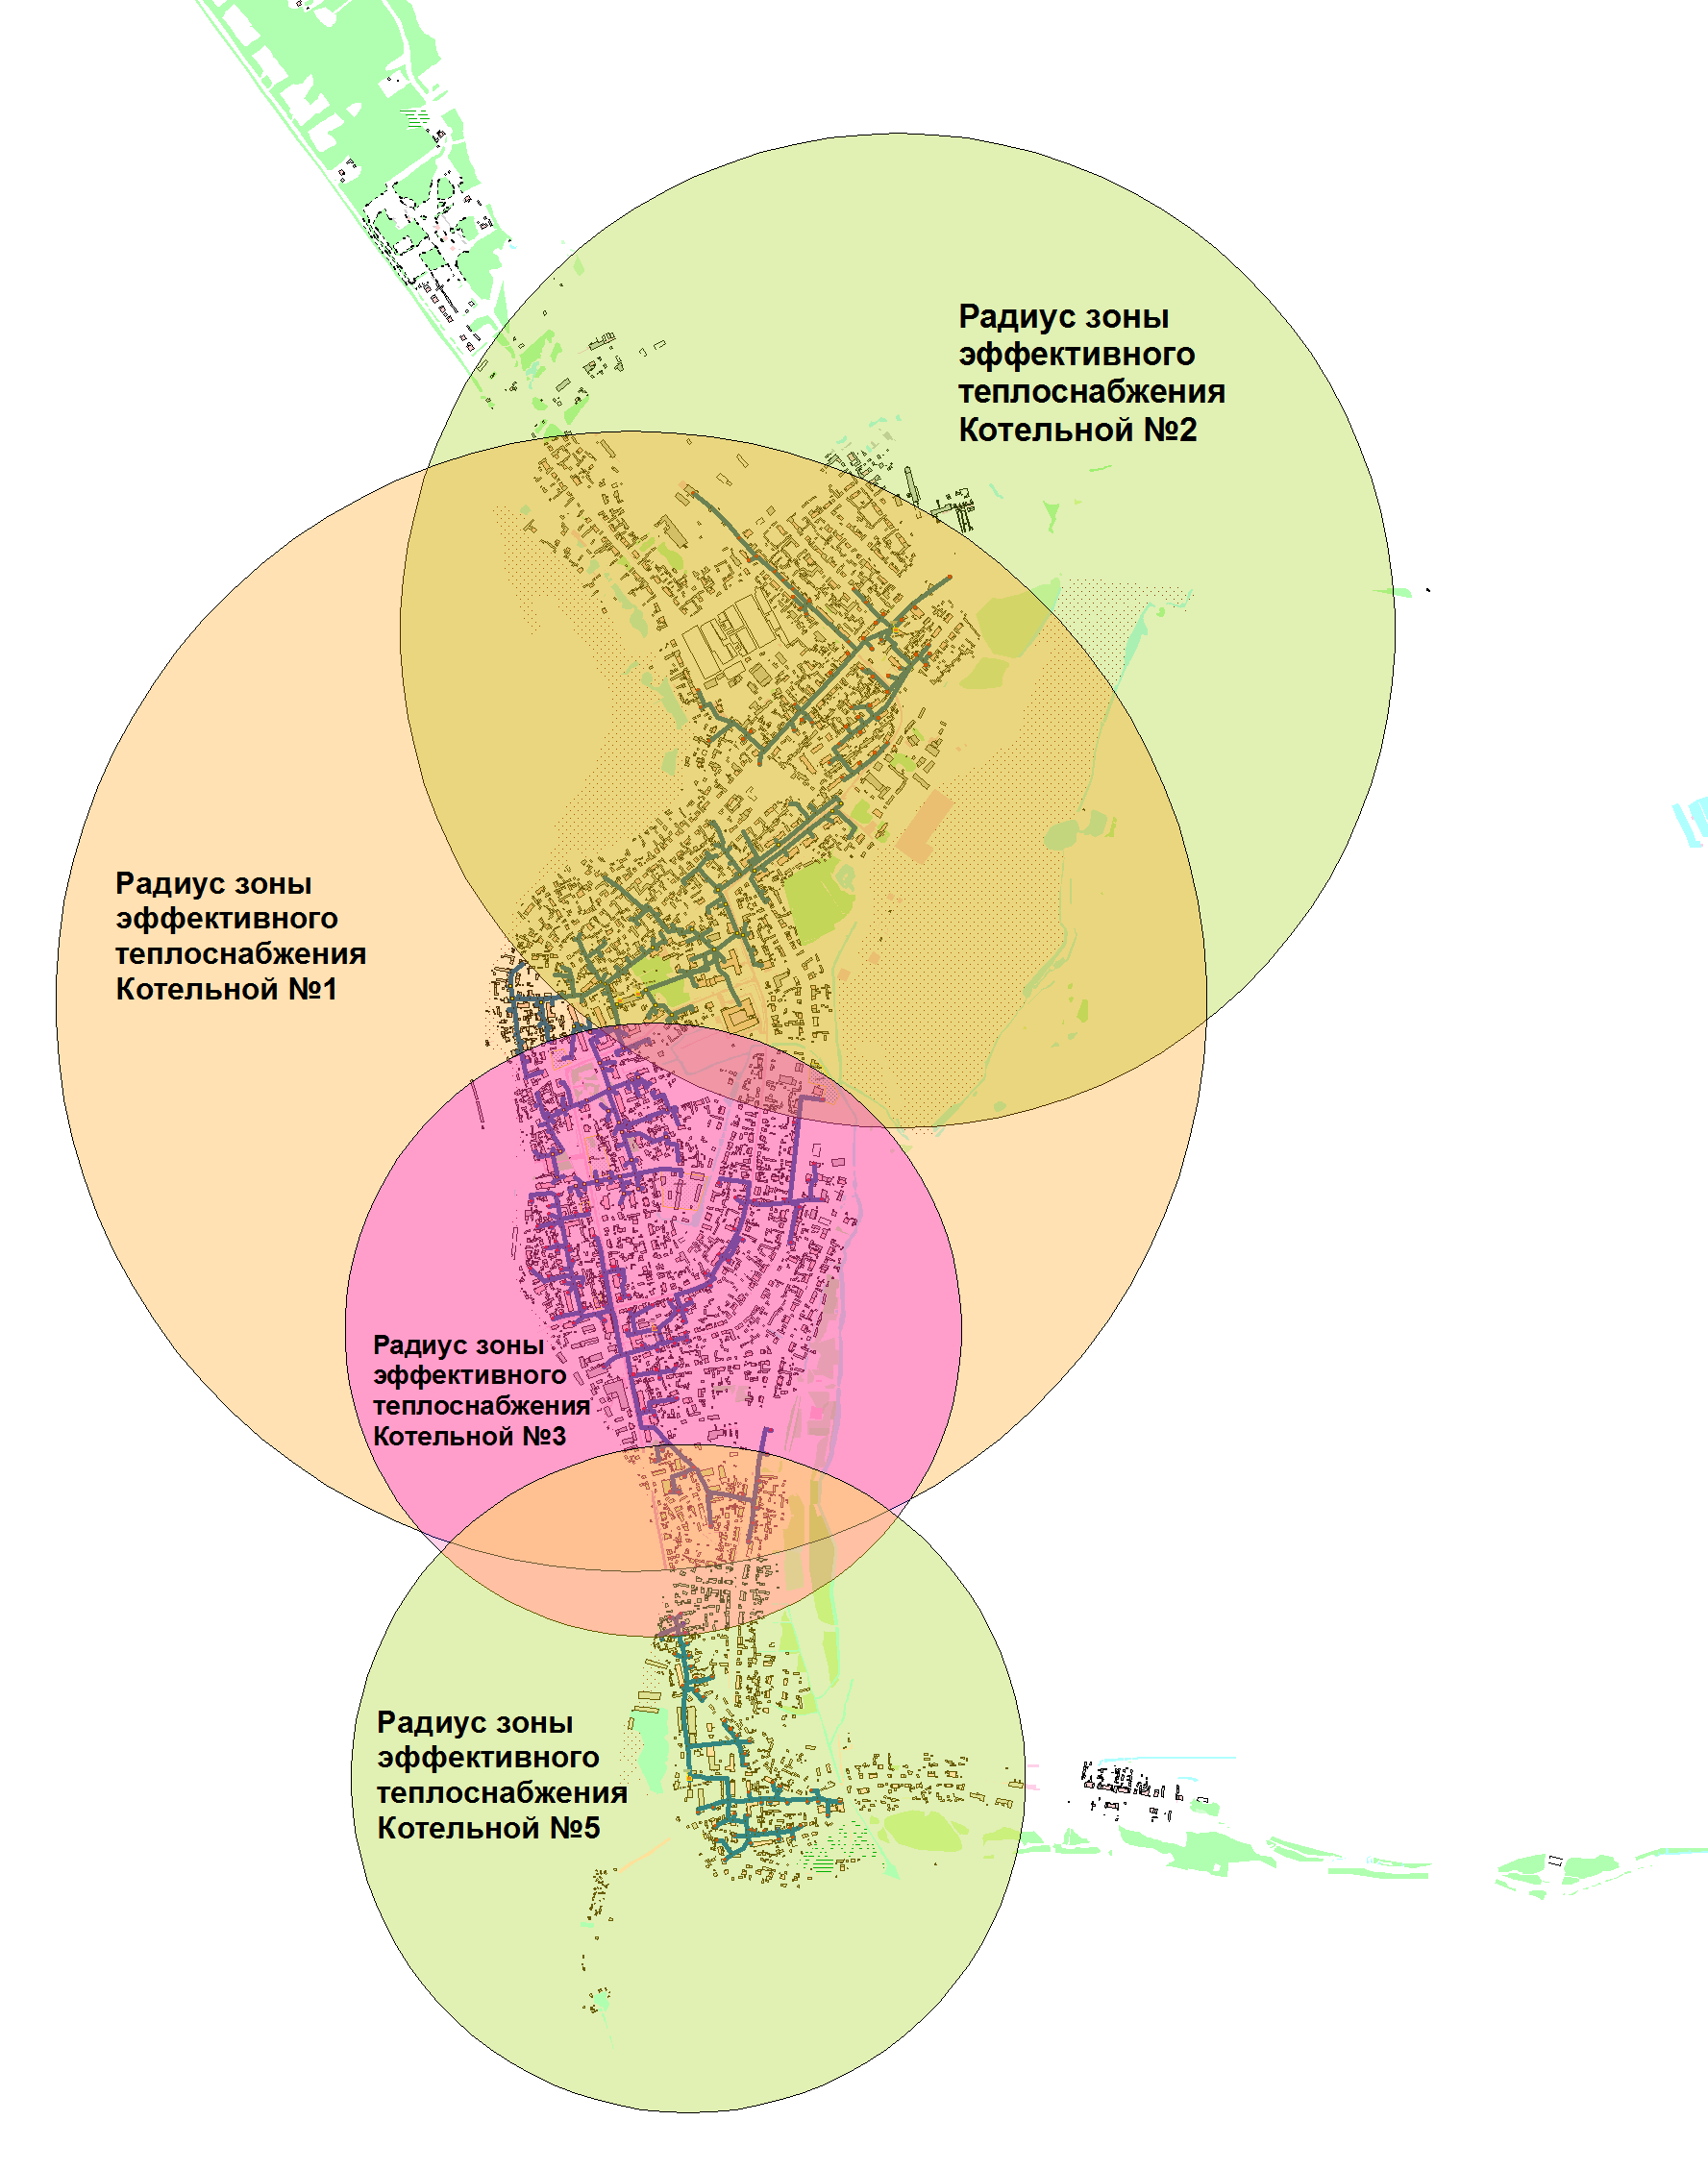 Радиус зоны
эффективного
теплоснабжения
Котельной №2
Радиус зоны
эффективного
теплоснабжения
Котельной №1
Радиус зоны
эффективного
теплоснабжения
Котельной №3
Радиус зоны
эффективного
теплоснабжения
Котельной №5